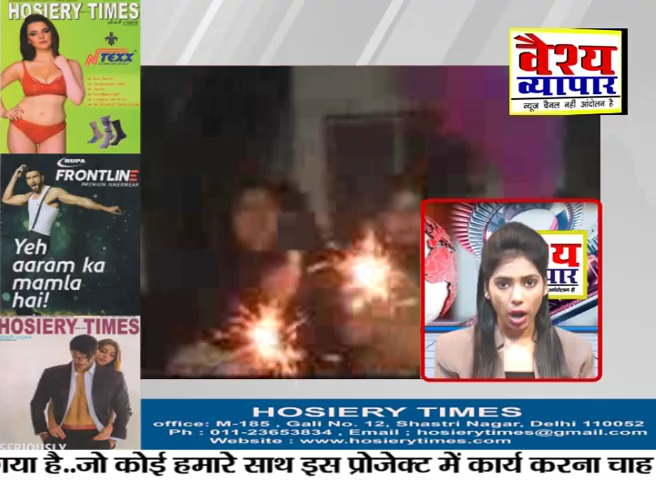 HOSIERY TIMES
NTEXX
RUPA
FRONTLINE
PREMIUM INNERWEAR
Yeh
aaram ka
mamla
hai!
HOSIERY TIMES
SERIOUSLY
वैश्य
व्यापार
न्यूज चैनल नहीं आंदोलन है
य
पार
HOSIERY TIMES
office: M-185 , Gali No. 12, Shastri Nagar, Delhi 110052
Ph : 011-23653834 , Email : hosierytimes@gmail.com
Website : www.hosierytimes.com
गया है..जो कोई हमारे साथ इस प्रोजेक्ट में कार्य करना चाह